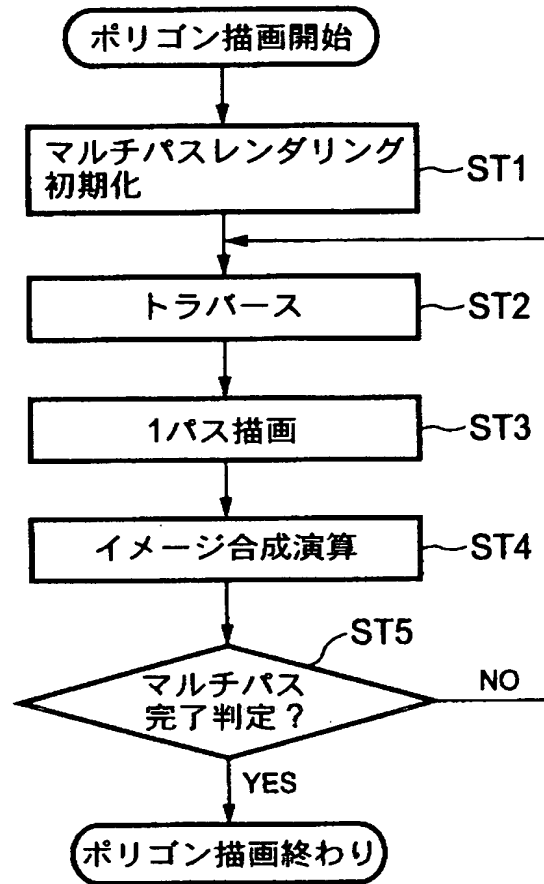 ポリゴン描画開始
マルチパスレンダリング
初期化
ST1
トラバース
ST2
1パス描画
ST3
イメージ合成演算
ST4
ST5
マルチパス
完了判定？
NO
YES
ポリゴン描画終わり